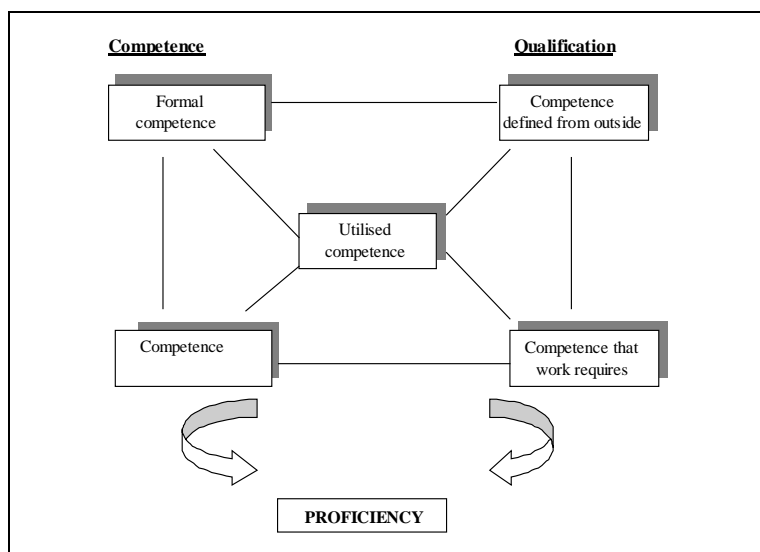 Competence
Qualification
Formal
competence
Competence
defined from outside
Utilised
competence
Competence
Competence that
work requires
PROFICIENCY